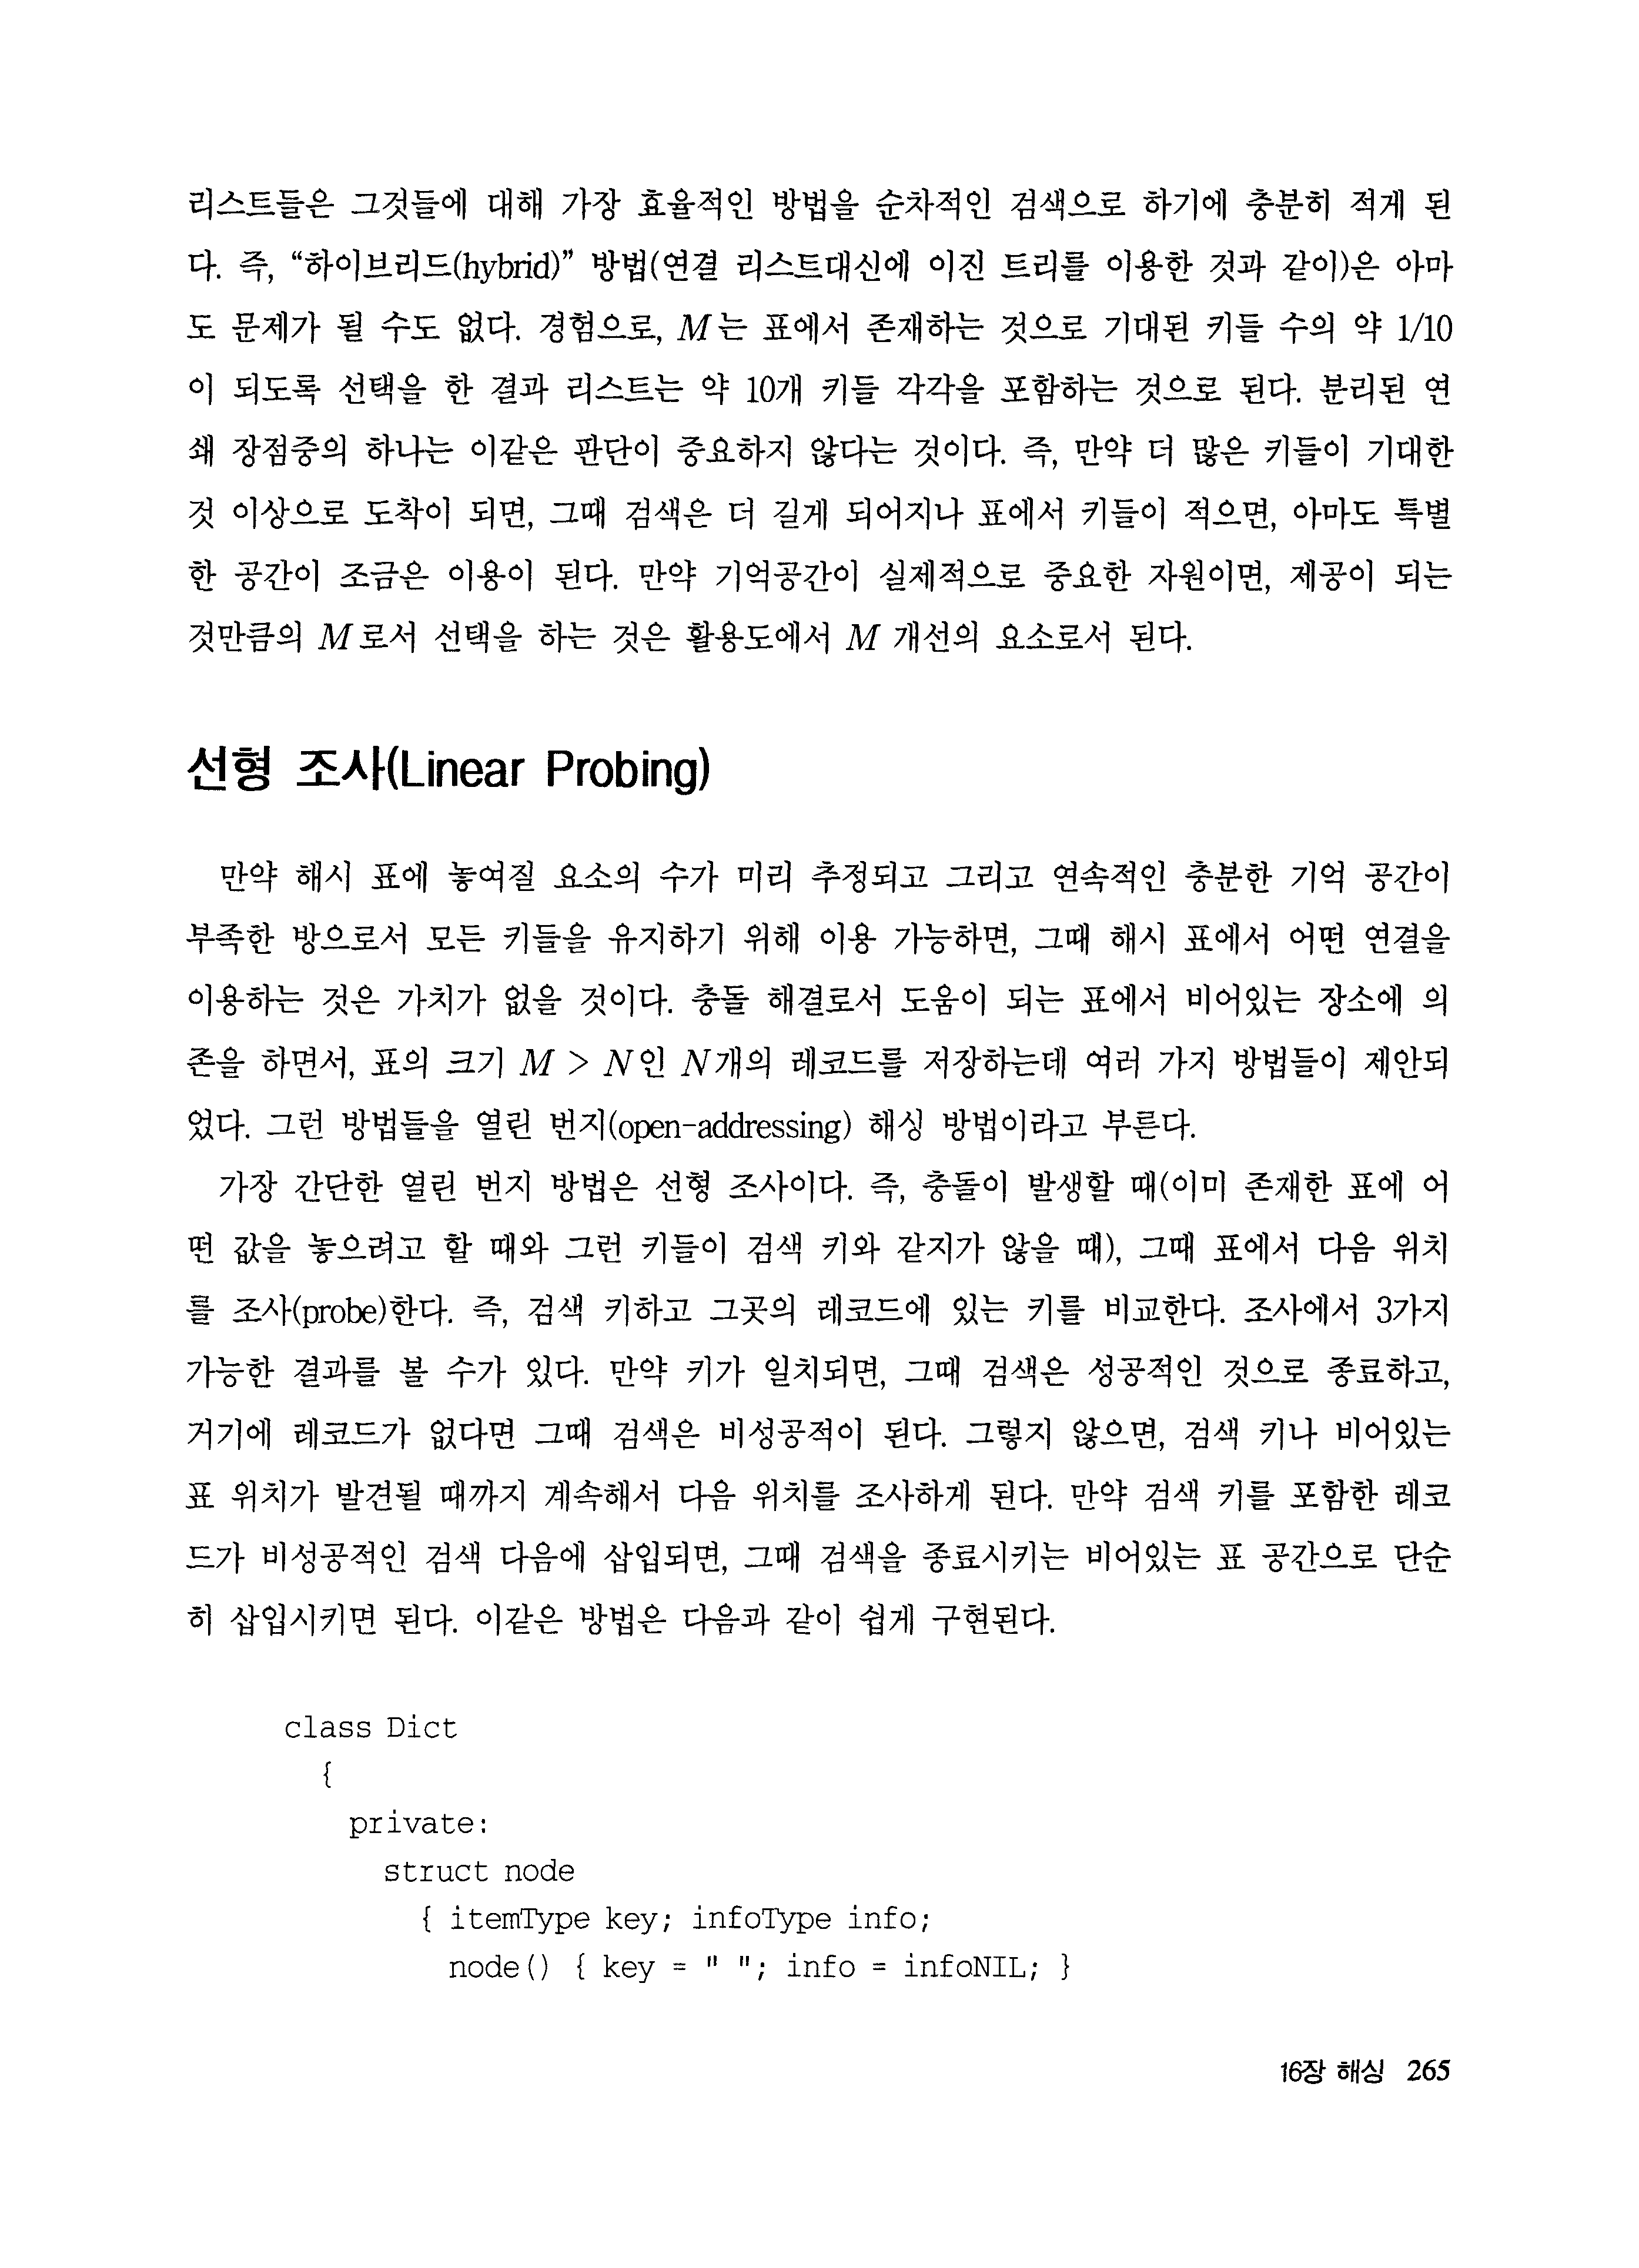 리스트들은 그것들에 대해 가장 효율적인 방법을 순차적인 검색으로 하기에 충분히 적게 된
다. 즉, “하이브리드(hybrid)” 방법(연결 리스트대신에 이진 트리를 이용한 것과 같이)은 아마
도 문제가 될 수도 없다. 경험으로, M는 표에서 존재하는 것으로 기대된 키들 수의 약 1/10
이 되도록 선택을 한 결과 리스트는 약 10개 키들 각각을 포함하는 것으로 된다. 분리된 연
쇄 장점중의 하나는 이같은 판단이 중요하지 않다는 것이다. 즉, 만약 더 많은 키들이 기대한
것 이상으로 도착이 되면, 그때 검색은 더 길게 되어지나 표에서 키들이 적으면, 아마도 특별
한 공간이 조금은 이용이 된다. 만약 기억공간이 실제적으로 중요한 자원이면, 제공이 되는
것만큼의 M로서 선택을 하는 것은 활용도에서 M 개선의 요소로서 된다.
선형 조사(Linear Probing)
만약 해시 표에 놓여질 요소의 수가 미리 추정되고 그리고 연속적인 충분한 기억 공간이
부족한 방으로서 모든 키들을 유지하기 위해 이용 가능하면, 그때 해시 표에서 어떤 연결을
이용하는 것은 가치가 없을 것이다. 충돌 해결로서 도움이 되는 표에서 비어있는 장소에 의
존을 하면서, 표의 크기 M > N인 N개의 레코드를 저장하는데 여러 가지 방법들이 제안되
었다. 그런 방법들을 열린 번지(open-addressing) 해싱 방법이라고 부른다.
가장 간단한 열린 번지 방법은 선형 조사이다. 즉, 충돌이 발생할 때(이미 존재한 표에 어
떤 값을 놓으려고 할 때와 그런 키들이 검색 키와 같지가 않을 때), 그때 표에서 다음 위치
를 조사(probe)한다. 즉, 검색 키하고 그곳의 레코드에 있는 키를 비교한다. 조사에서 3가지
가능한 결과를 볼 수가 있다. 만약 키가 일치되면, 그때 검색은 성공적인 것으로 종료하고,
거기에 레코드가 없다면 그때 검색은 비성공적이 된다. 그렇지 않으면, 검색 키나 비어있는
표 위치가 발견될 때까지 계속해서 다음 위치를 조사하게 된다. 만약 검색 키를 포함한 레코
드가 비성공적인 검색 다음에 삽입되면, 그때 검색을 종료시키는 비어있는 표 공간으로 단순
히 삽입시키면 된다. 이같은 방법은 다음과 같이 쉽게 구현된다.
class Dict
{
private:
struct node
{ itemType key; infoType info;
node() { key = " "; info = infoNIL; }
16장 해싱 265